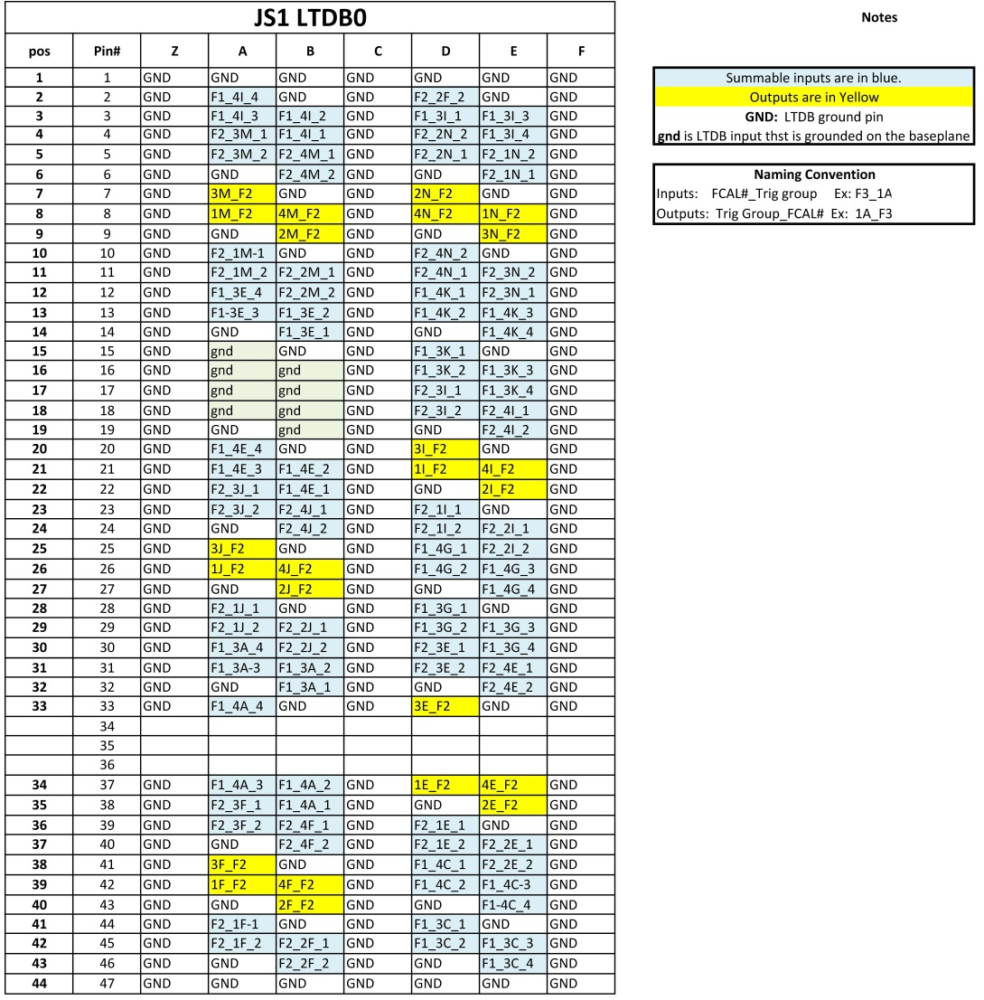 JS1 LTDB0
pos Pin# Z A B C D E F
1 1 GND GND GND GND GND GND GND
2 2 GND F1_4I_4 GND GND F2_2F_2 GND GND
3 3 GND F1_4I_3 F1_4I_2 GND F1_3I_1 F1_3I_3 GND
4 4 GND F2_3M_1 F1_4I_1 GND F2_2N_2 F1_3I_4 GND
5 5 GND F2_3M_2 F2_4M_1 GND F2_2N_1 F2_1N_2 GND
6 6 GND GND F2_4M_2 GND GND F2_1N_1 GND
7 7 GND 3M_F2 GND GND 2N_F2 GND GND
8 8 GND 1M_F2 4M_F2 GND 4N_F2 1N_F2 GND
9 9 GND GND 2M_F2 GND GND 3N_F2 GND
10 10 GND F2_1M-1 GND GND F2_4N_2 GND GND
11 11 GND F2_1M_2 F2_2M_1 GND F2_4N_1 F2_3N_2 GND
12 12 GND F1_3E_4 F2_2M_2 GND F1_4K_1 F2_3N_1 GND
13 13 GND F1-3E_3 F1_3E_2 GND F1_4K_2 F1_4K_3 GND
14 14 GND GND F1_3E_1 GND GND F1_4K_4 GND
15 15 GND gnd GND GND F1_3K_1 GND GND
16 16 GND gnd gnd GND F1_3K_2 F1_3K_3 GND
17 17 GND gnd gnd GND F2_3I_1 F1_3K_4 GND
18 18 GND gnd gnd GND F2_3I_2 F2_4I_1 GND
19 19 GND GND gnd GND GND F2_4I_2 GND
20 20 GND F1_4E_4 GND GND 3I_F2 GND GND
21 21 GND F1_4E_3 F1_4E_2 GND 1I_F2 4I_F2 GND
22 22 GND F2_3J_1 F1_4E_1 GND GND 2I_F2 GND
23 23 GND F2_3J_2 F2_4J_1 GND F2_1I_1 GND GND
24 24 GND GND F2_4J_2 GND F2_1I_2 F2_2I_1 GND
25 25 GND 3J_F2 GND GND F1_4G_1 F2_2I_2 GND
26 26 GND 1J_F2 4J_F2 GND F1_4G_2 F1_4G_3 GND
27 27 GND GND 2J_F2 GND GND F1_4G_4 GND
28 28 GND F2_1J_1 GND GND F1_3G_1 GND GND
29 29 GND F2_1J_2 F2_2J_1 GND F1_3G_2 F1_3G_3 GND
30 30 GND F1_3A_4 F2_2J_2 GND F2_3E_1 F1_3G_4 GND
31 31 GND F1_3A-3 F1_3A_2 GND F2_3E_2 F2_4E_1 GND
32 32 GND GND F1_3A_1 GND GND F2_4E_2 GND
33 33 GND F1_4A_4 GND GND 3E_F2 GND GND
34
35
36
34 37 GND F1_4A_3 F1_4A_2 GND 1E_F2 4E_F2 GND
35 38 GND F2_3F_1 F1_4A_1 GND GND 2E_F2 GND
36 39 GND F2_3F_2 F2_4F_1 GND F2_1E_1 GND GND
37 40 GND GND F2_4F_2 GND F2_1E_2 F2_2E_1 GND
38 41 GND 3F_F2 GND GND F1_4C_1 F2_2E_2 GND
39 42 GND 1F_F2 4F_F2 GND F1_4C_2 F1_4C-3 GND
40 43 GND GND 2F_F2 GND GND F1-4C_4 GND
41 44 GND F2_1F-1 GND GND F1_3C_1 GND GND
42 45 GND F2_1F_2 F2_2F_1 GND F1_3C_2 F1_3C_3 GND
43 46 GND GND F2_2F_2 GND GND F1_3C_4 GND
44 47 GND GND GND GND GND GND GND
Notes
Summable inputs are in blue.
Outputs are in Yellow
GND: LTDB ground pin
gnd is LTDB input thst is grounded on the baseplane
Naming Convention
Inputs: FCAL#_Trig group Ex: F3_1A
Outputs: Trig Group_FCAL# Ex: 1A_F3